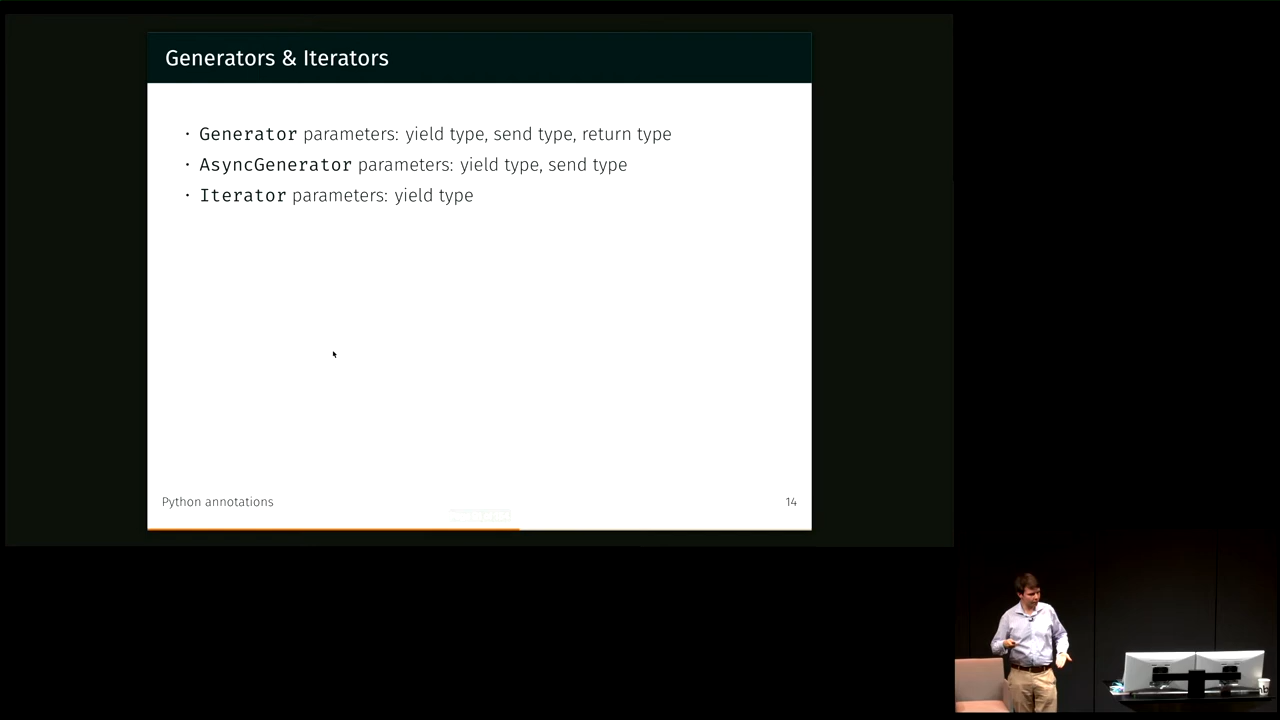 Generators & Iterators
· Generator parameters: yield type, send type, return type
· AsyncGenerator parameters: yield type, send type
· Iterator parameters: yield type
Python annotations
14